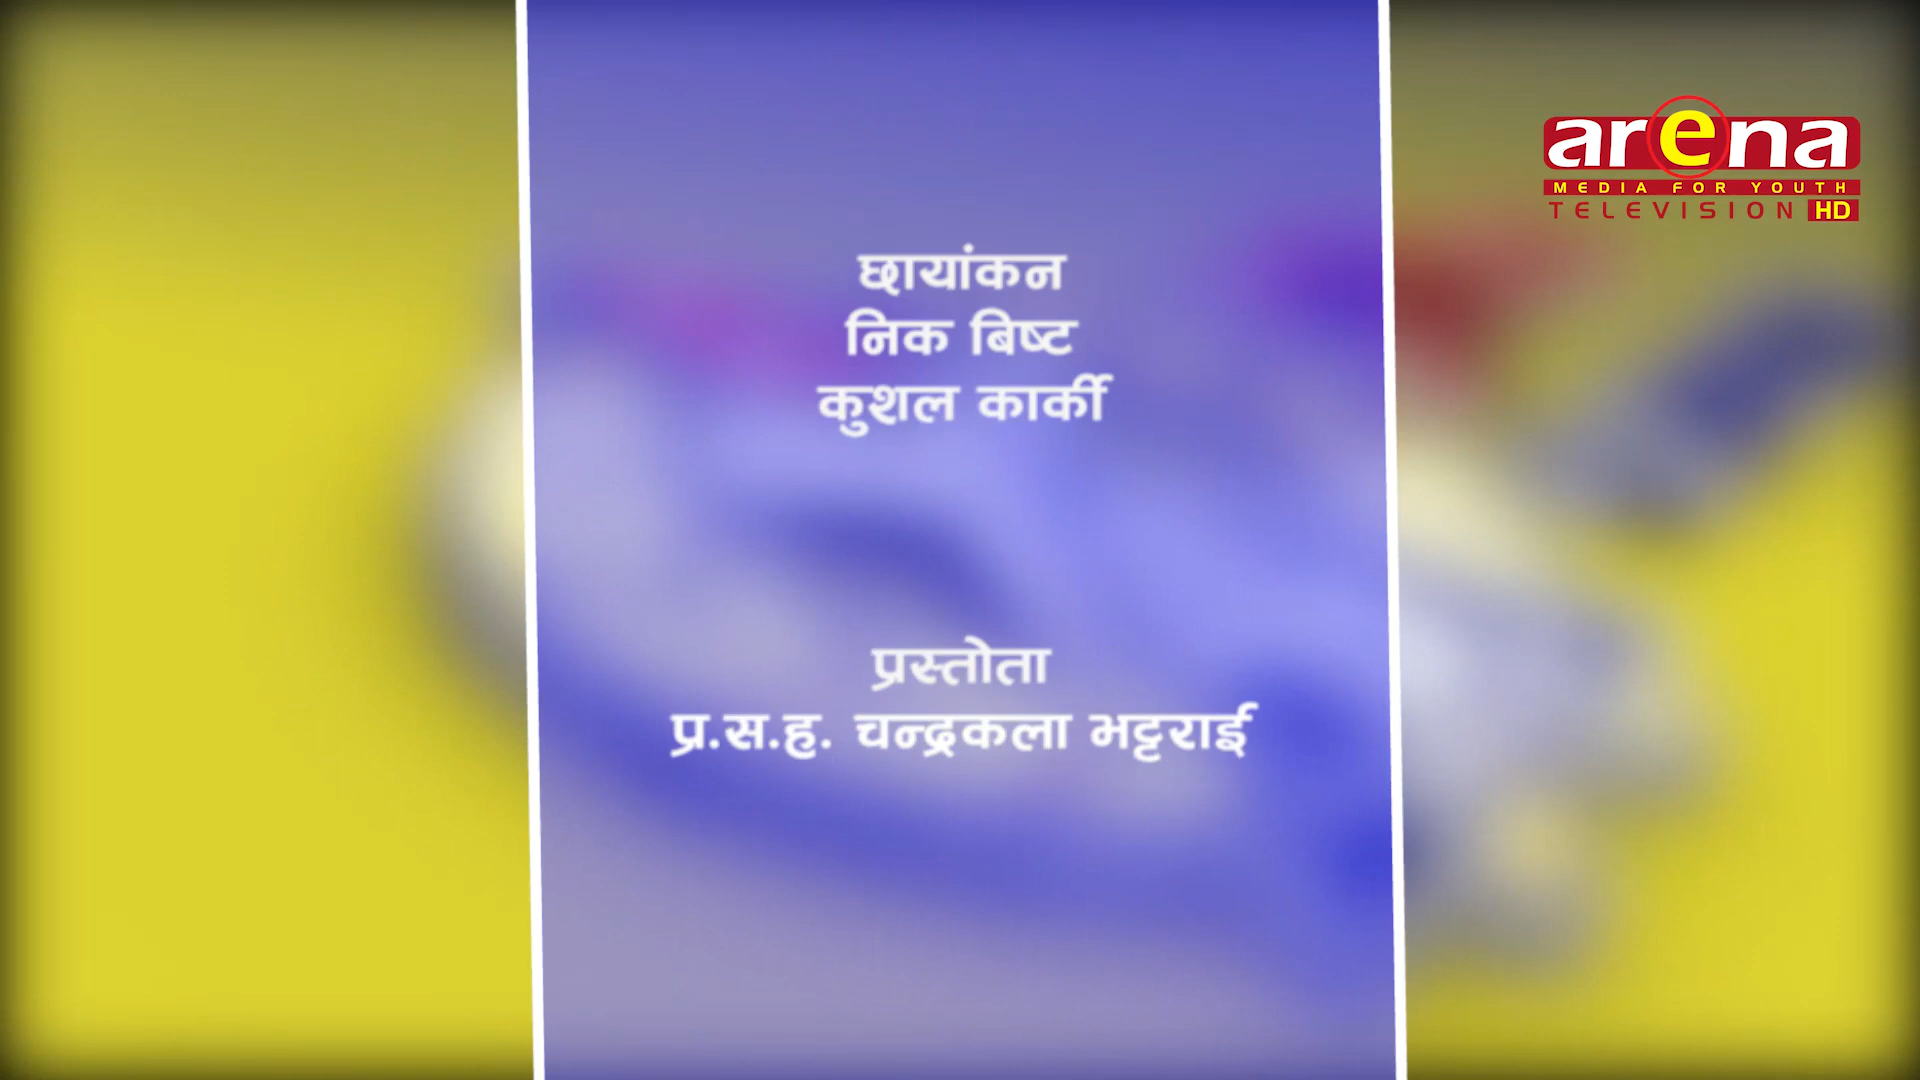 arena
MEDIA FOR YOUTH
TELEVISION HD
छायांकन
निक बिष्ट
कुशल कार्की
प्रस्तोता
प्र.स.ह. चन्द्रकला भट्टराई